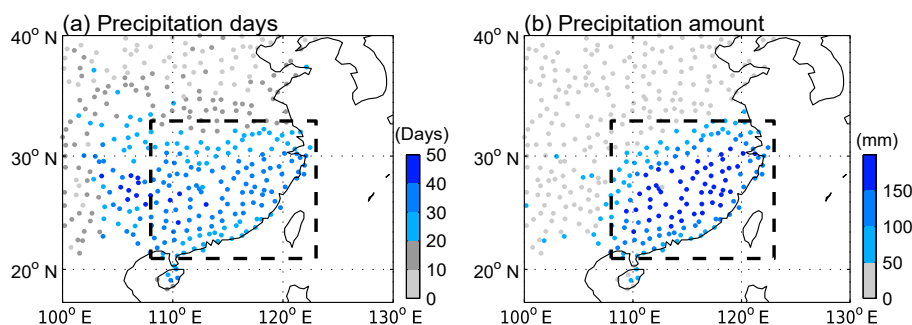 (a) Precipitation days
(b) Precipitation amount
40° N
30° N
20° N
100° E
110° E
120° E
130° E
(Days)
50
40
30
20
10
0
40° N
30° N
20° N
100° E
110° E
120° E
130° E
(mm)
150
100
50
0